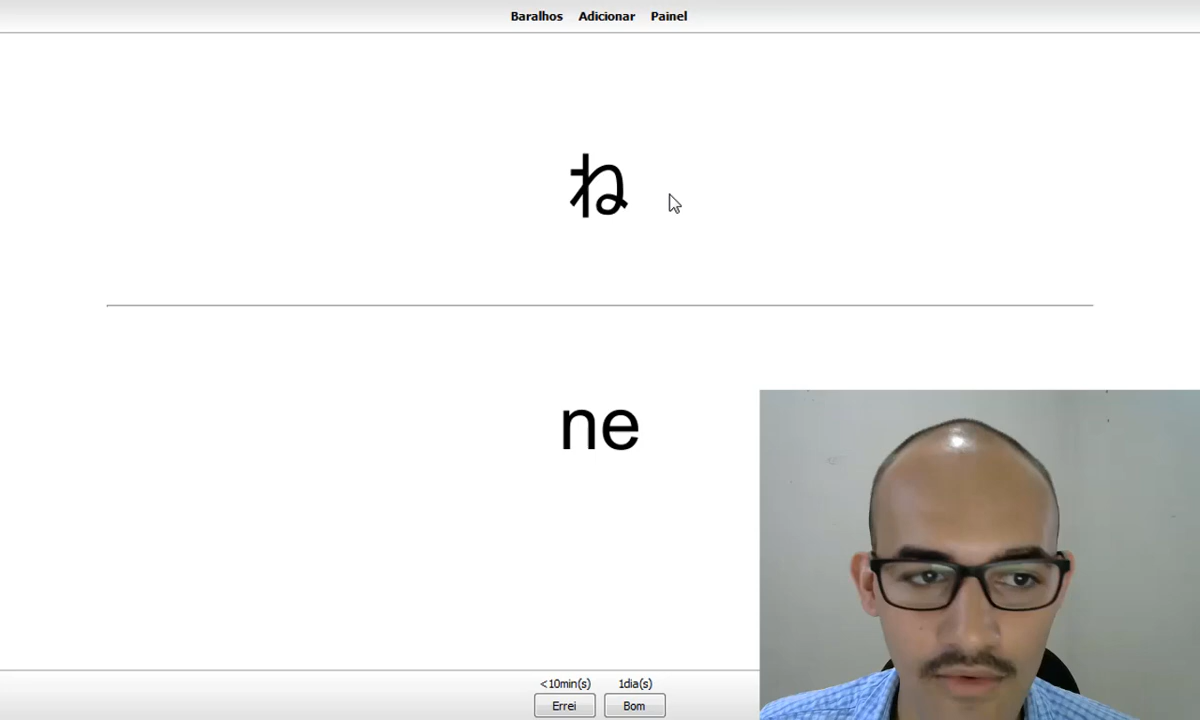 Baralhos Adicionar Painel
ね
ne
<10min(s) 1dia(s)
Errei Bom